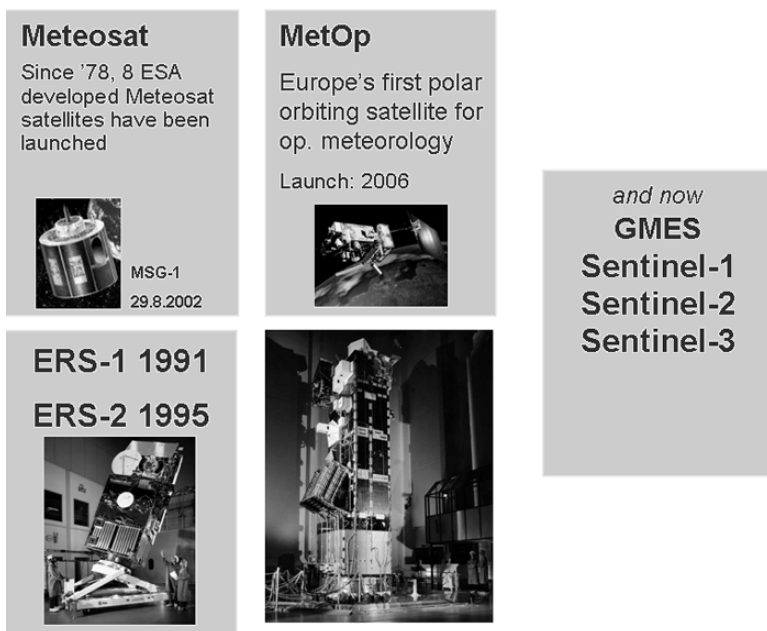 Meteosat
Since '78, 8 ESA
developed Meteosat
satellites have been
launched
MSG-1
29.8.2002
MetOp
Europe's first polar
orbiting satellite for
op. meteorology
Launch: 2006
ERS-1 1991
ERS-2 1995
and now
GMES
Sentinel-1
Sentinel-2
Sentinel-3